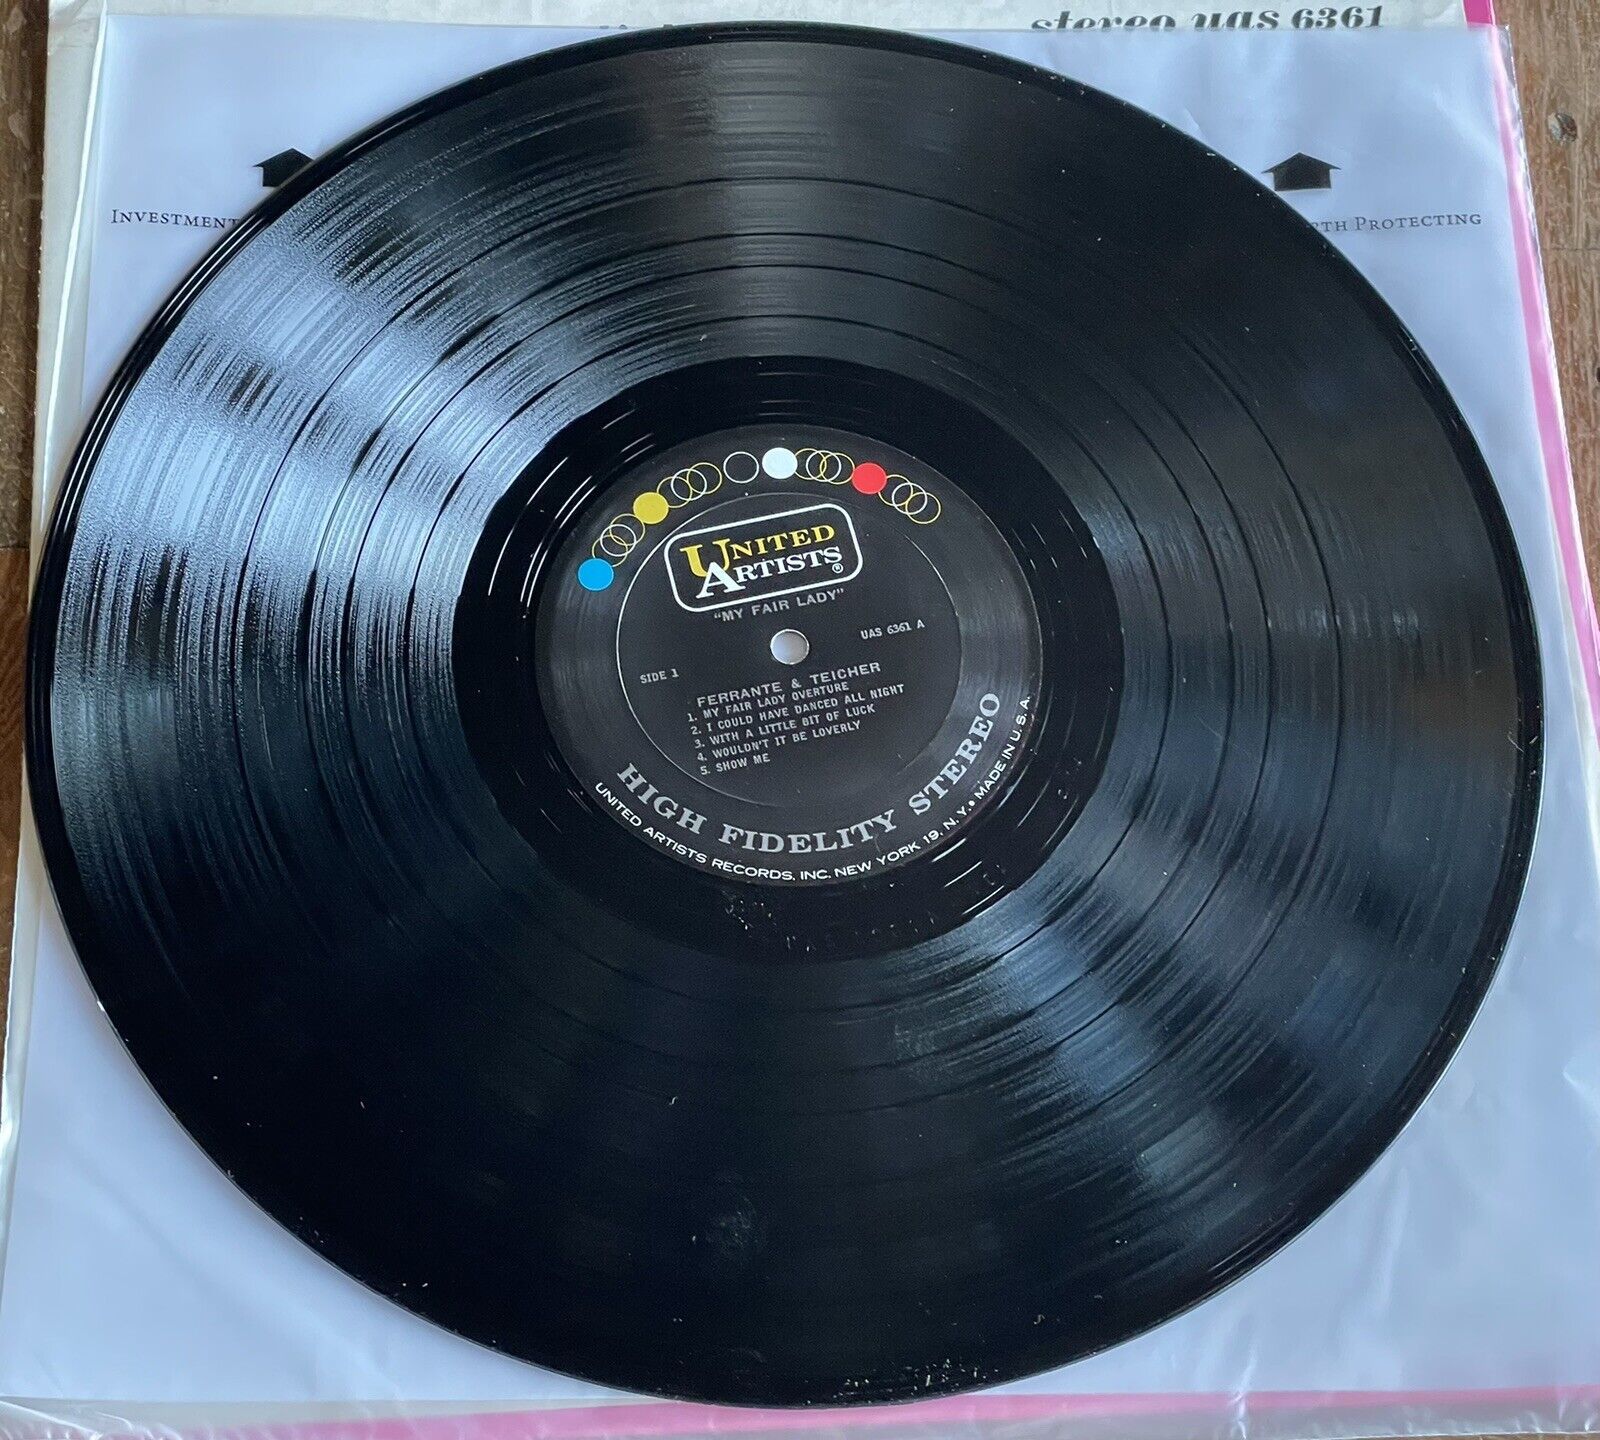 stereo uas 6361
INVESTMENT
PROTECTING
UNITED
ARTISTS®
"MY FAIR LADY"
UAS 6361 A
SIDE 1
FERRANTE & TEICHER
1. MY FAIR LADY OVERTURE
2. I COULD HAVE DANCED ALL NIGHT
3. WITH A LITTLE BIT OF LUCK
4. WOULDN'T IT BE LOVERLY
5. SHOW ME
HIGH FIDELITY STEREO
UNITED ARTISTS RECORDS, INC. NEW YORK 19, N.Y. • MADE IN U.S.A.